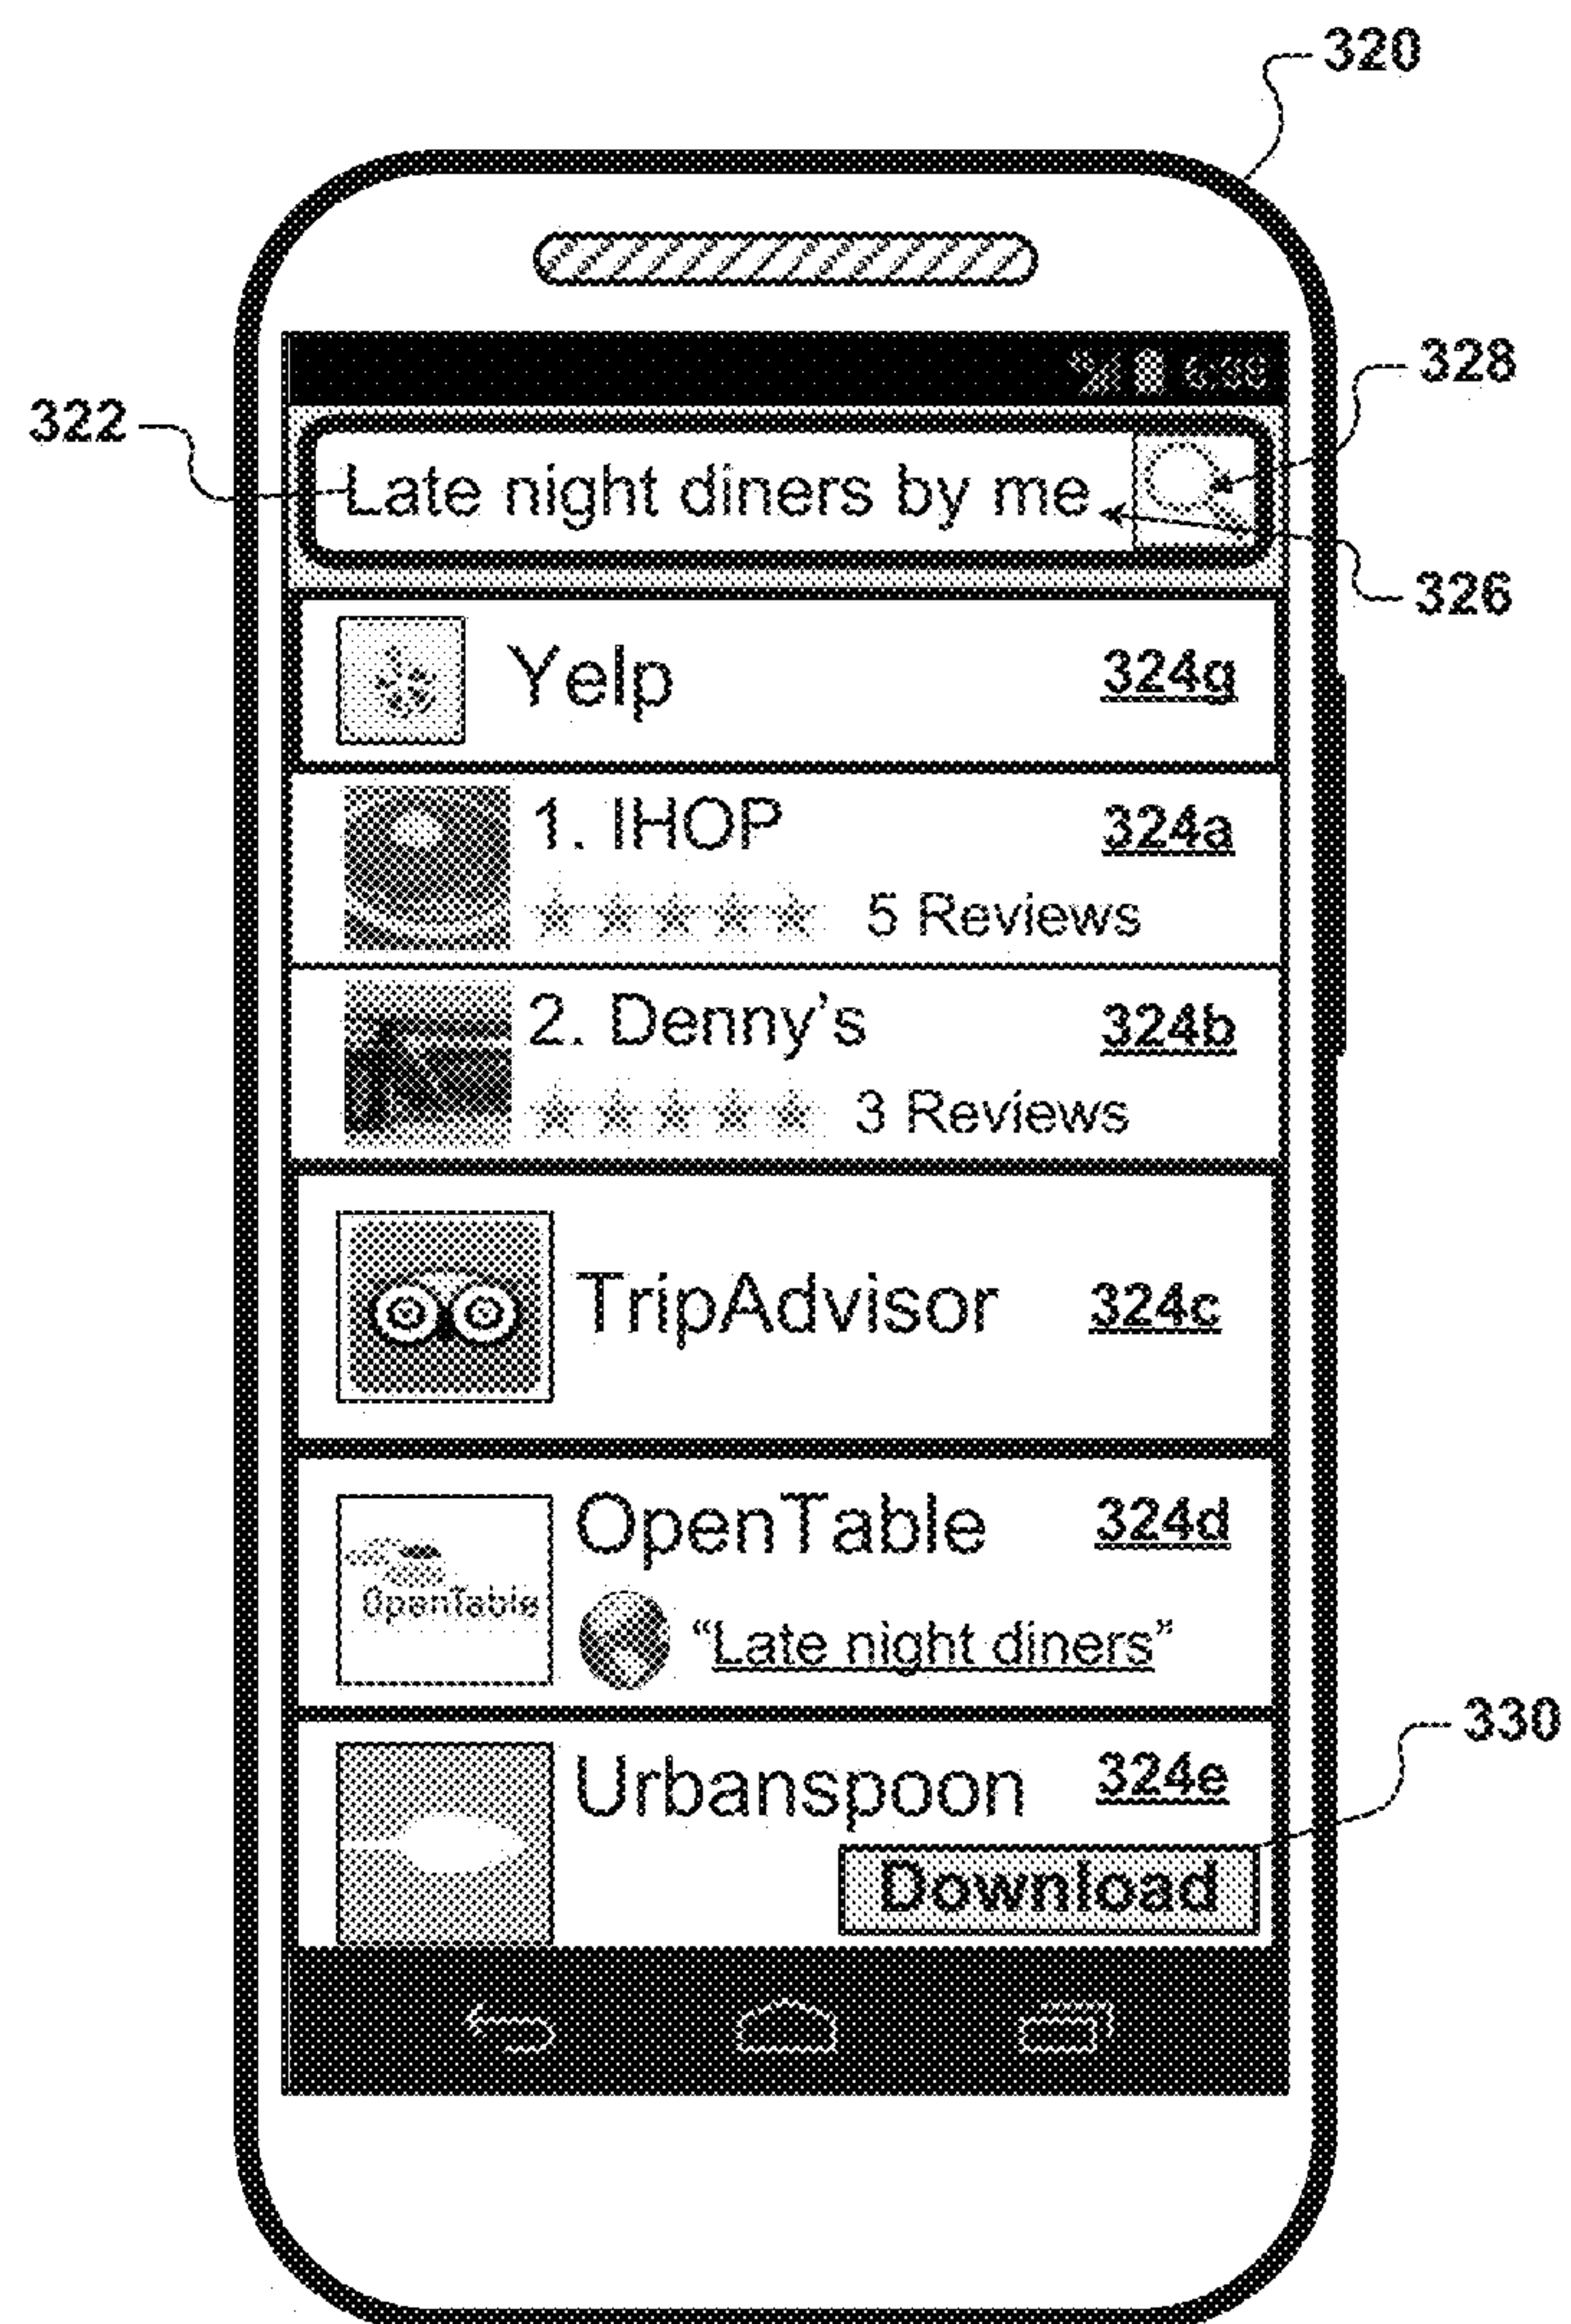 320
328
322
Late night diners by me
326
Yelp 324g
1. IHOP 324a
5 Reviews
2. Denny's 324b
3 Reviews
TripAdvisor 324c
OpenTable 324d
OpenTable
“Late night diners”
330
Urbanspoon 324e
Download